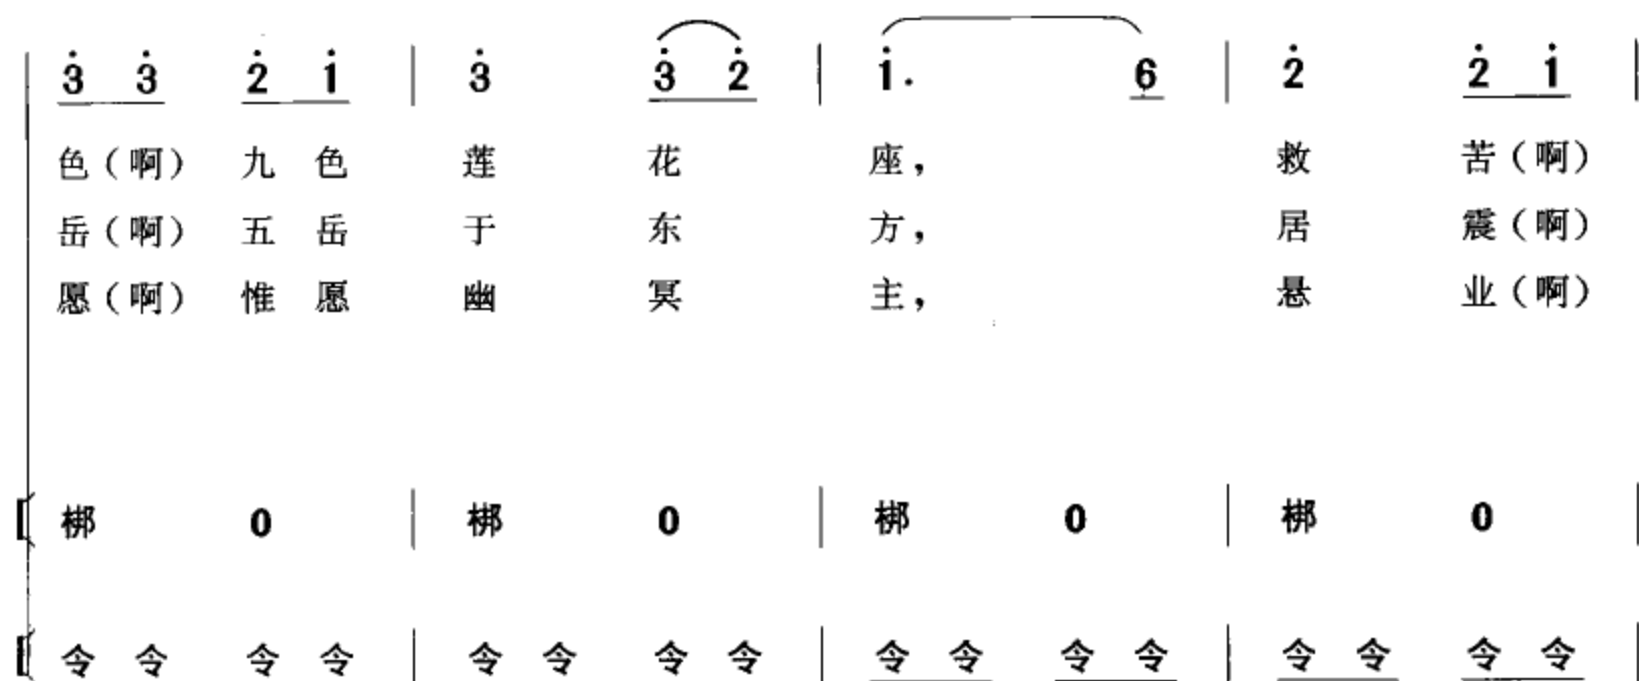 3̇ 3̇ 2̇ 1̇ | 3̇ 3̇ 2̇ | 1̇. 6 | 2̇ 2̇ 1̇ |
色（啊） 九 色 莲 花 座， 救 苦（啊）
岳（啊） 五 岳 于 东 方， 居 震（啊）
愿（啊） 惟 愿 幽 冥 主， 悬 业（啊）
梆 0 | 梆 0 | 梆 0 | 梆 0 |
令 令 令 令 | 令 令 令 令 | 令 令 令 令 | 令 令 令 令 |